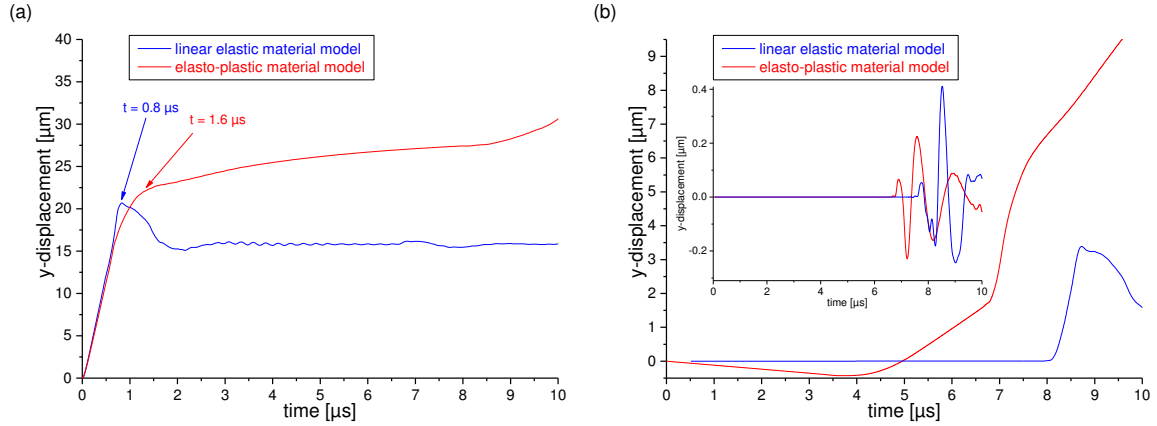 (a)
linear elastic material model
elasto-plastic material model
t = 0.8 µs
t = 1.6 µs
y-displacement [µm]
40
35
30
25
20
15
10
5
0
0 1 2 3 4 5 6 7 8 9 10
time [µs]
(b)
linear elastic material model
elasto-plastic material model
y-displacement [µm]
9
8
7
6
5
4
3
2
1
0
0 1 2 3 4 5 6 7 8 9 10
time [µs]
y-displacement [µm]
0.4
0.2
0.0
-0.2
0 2 4 6 8 10
time [µs]